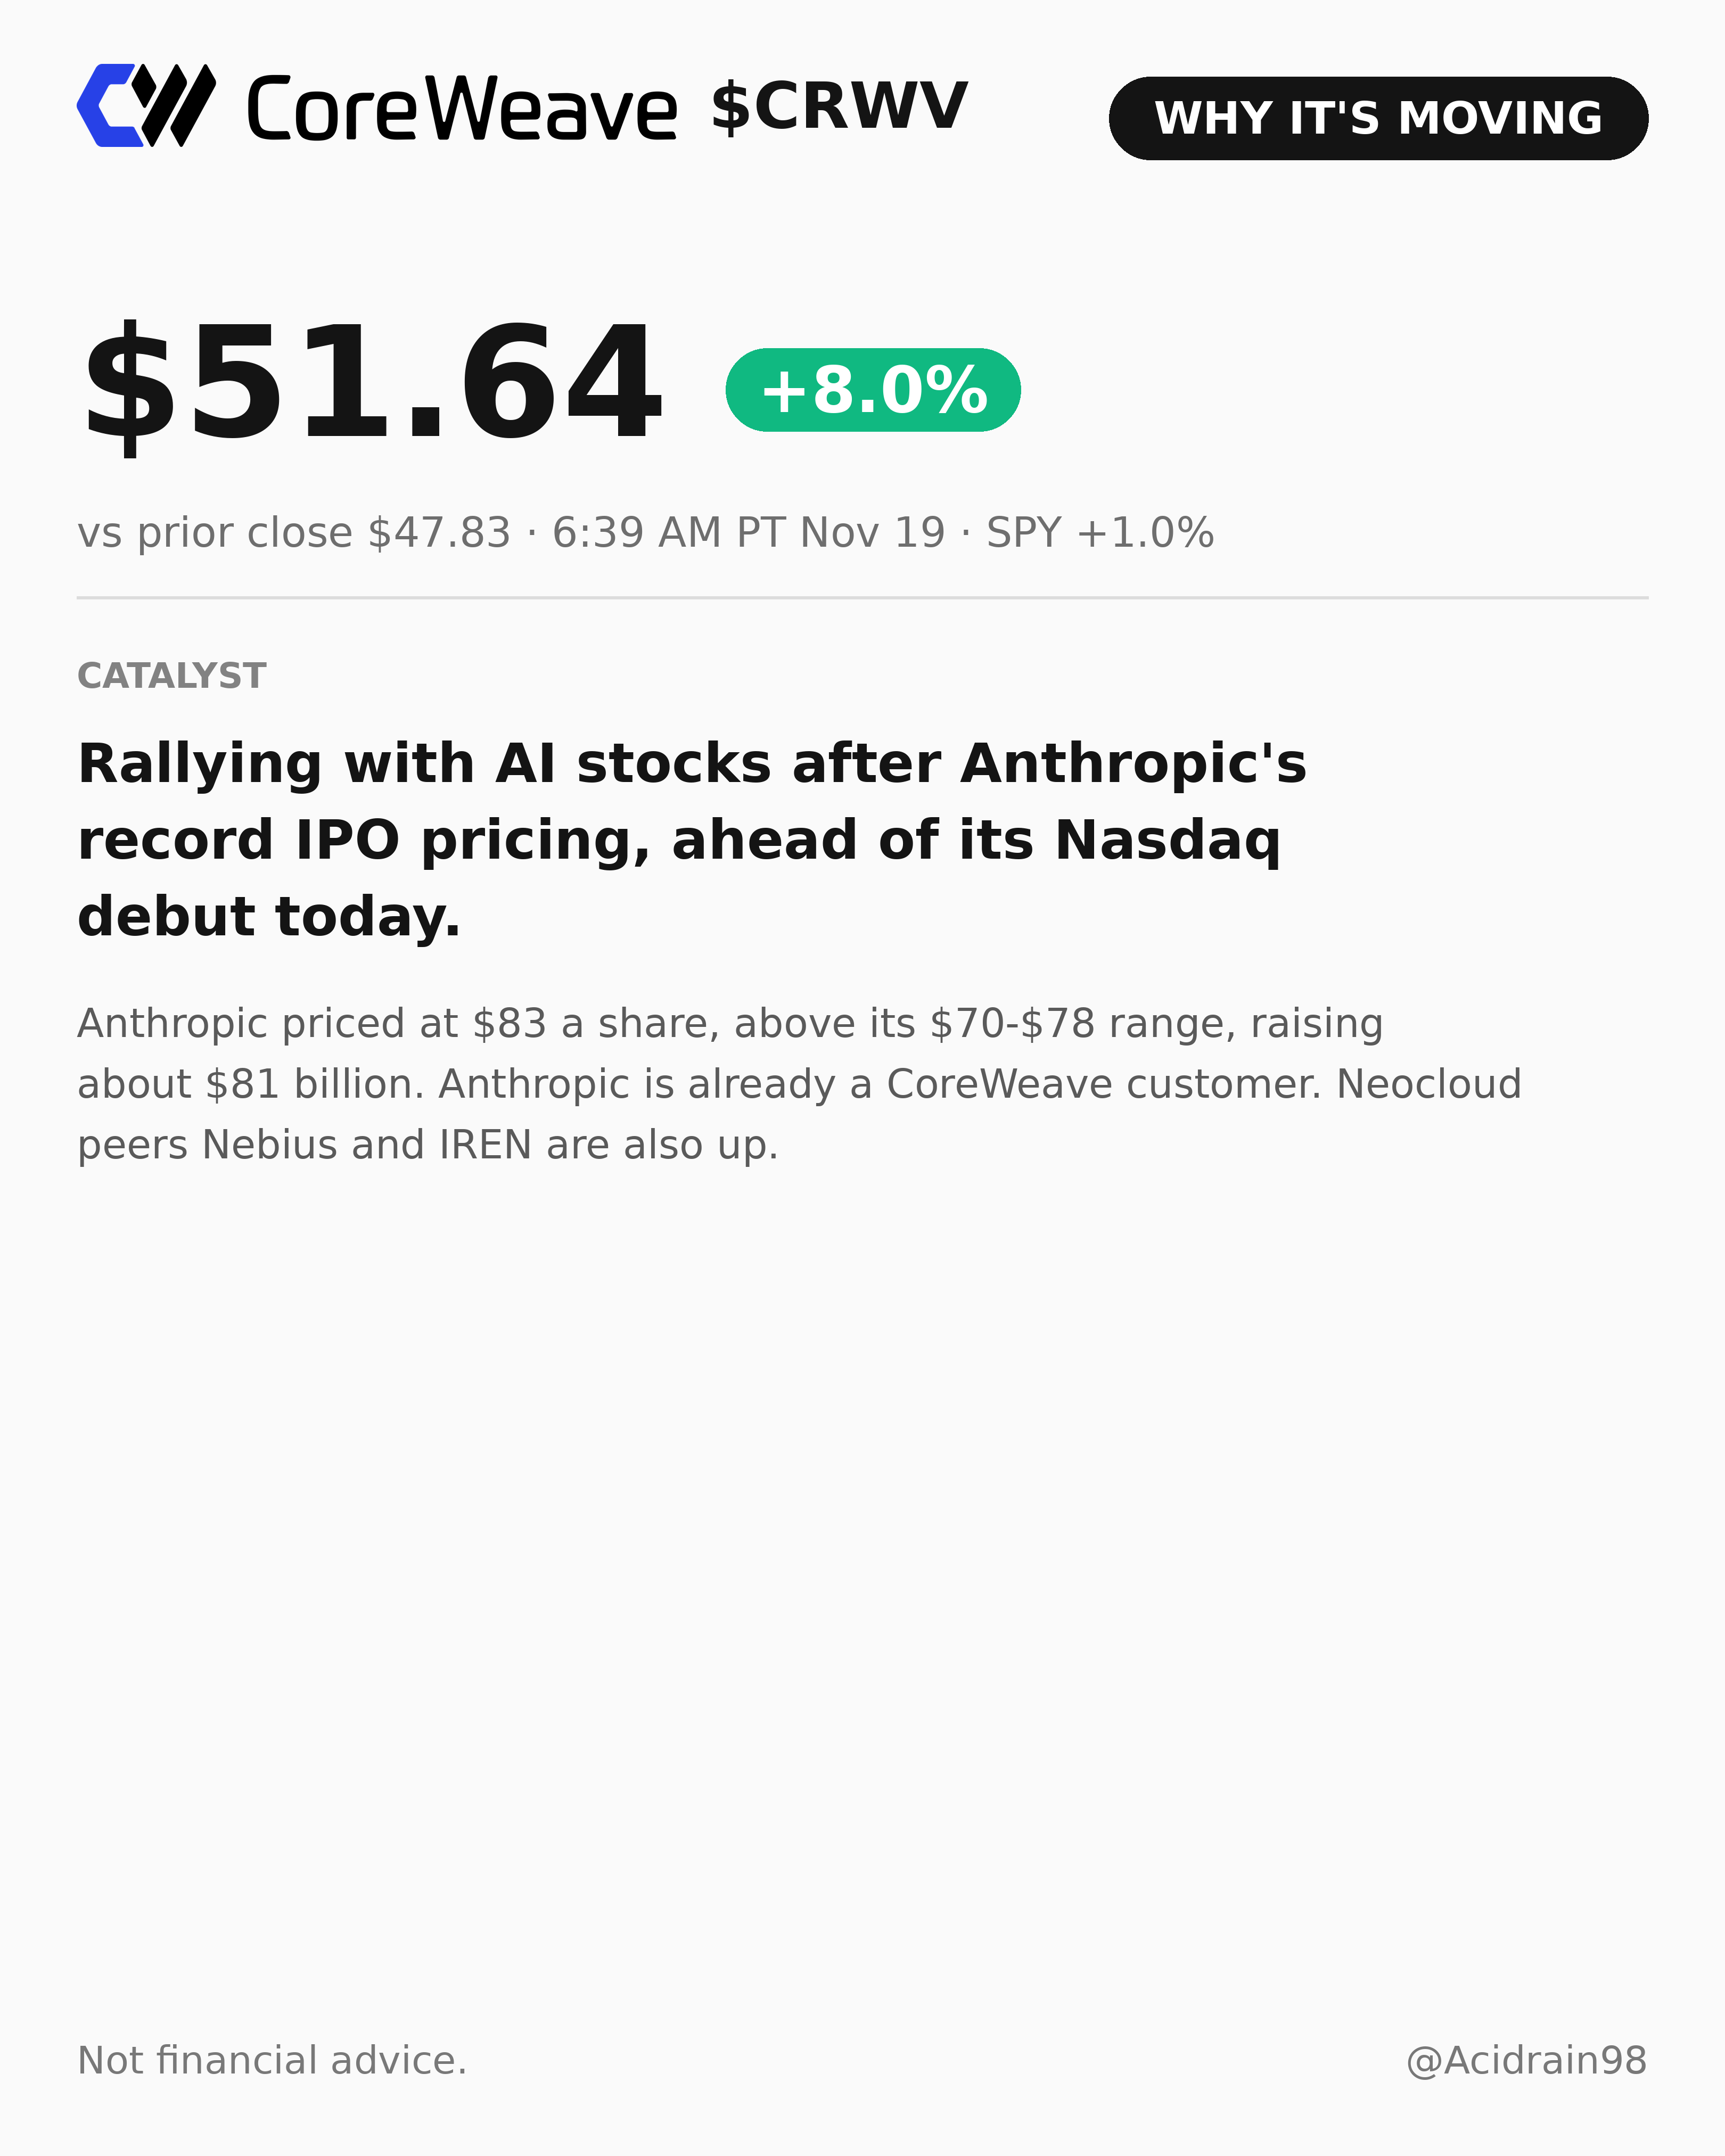 CoreWeave $CRWV
WHY IT'S MOVING
$51.64 +8.0%
vs prior close $47.83 · 6:39 AM PT Nov 19 · SPY +1.0%
CATALYST
Rallying with AI stocks after Anthropic's
record IPO pricing, ahead of its Nasdaq
debut today.
Anthropic priced at $83 a share, above its $70-$78 range, raising
about $81 billion. Anthropic is already a CoreWeave customer. Neocloud
peers Nebius and IREN are also up.
Not financial advice.
@Acidrain98